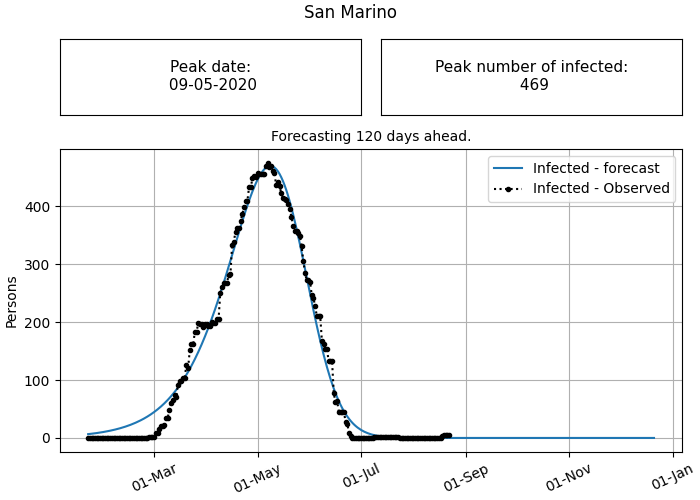 San Marino
Peak date:
09-05-2020
Peak number of infected:
469
Forecasting 120 days ahead.
Infected - forecast
Infected - Observed
Persons
400
300
200
100
0
01-Mar
01-May
01-Jul
01-Sep
01-Nov
01-Jan